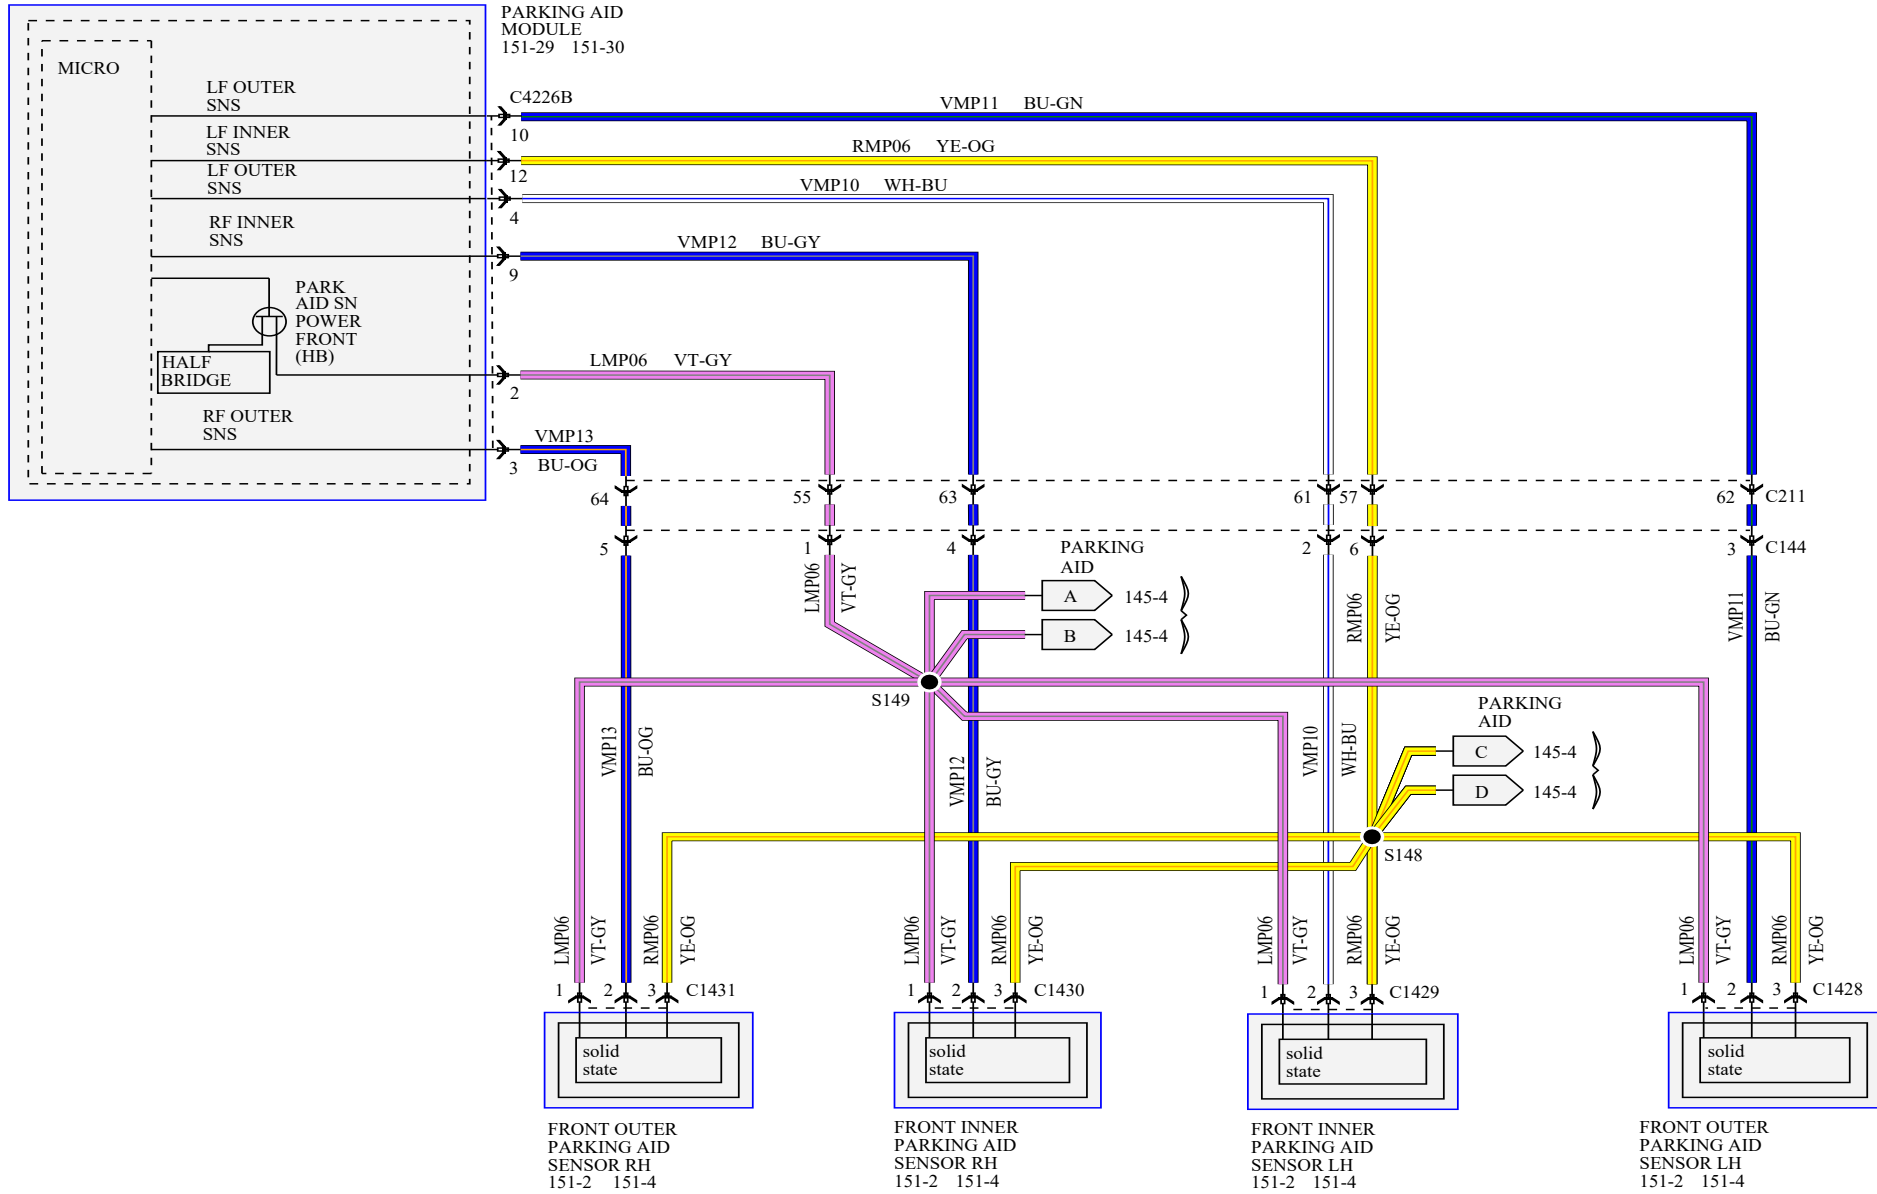 PARKING AID
MODULE
151-29 151-30
MICRO
LF OUTER
SNS
C4226B
10
VMP11 BU-GN
LF INNER
SNS
12
RMP06 YE-OG
LF OUTER
SNS
4
VMP10 WH-BU
RF INNER
SNS
9
VMP12 BU-GY
PARK
AID SN
POWER
FRONT
(HB)
HALF
BRIDGE
2
LMP06 VT-GY
RF OUTER
SNS
3
VMP13
BU-OG
64
55
63
61
57
62
C211
5
1
4
2
6
3
C144
PARKING
AID
A
145-4
B
145-4
LMP06
VT-GY
RMP06
YE-OG
VMP11
BU-GN
S149
PARKING
AID
C
145-4
D
145-4
VMP13
BU-OG
VMP12
BU-GY
VMP10
WH-BU
S148
LMP06
VT-GY
RMP06
YE-OG
LMP06
VT-GY
RMP06
YE-OG
LMP06
VT-GY
RMP06
YE-OG
LMP06
VT-GY
RMP06
YE-OG
1 2 3 C1431
1 2 3 C1430
1 2 3 C1429
1 2 3 C1428
solid
state
solid
state
solid
state
solid
state
FRONT OUTER
PARKING AID
SENSOR RH
151-2 151-4
FRONT INNER
PARKING AID
SENSOR RH
151-2 151-4
FRONT INNER
PARKING AID
SENSOR LH
151-2 151-4
FRONT OUTER
PARKING AID
SENSOR LH
151-2 151-4